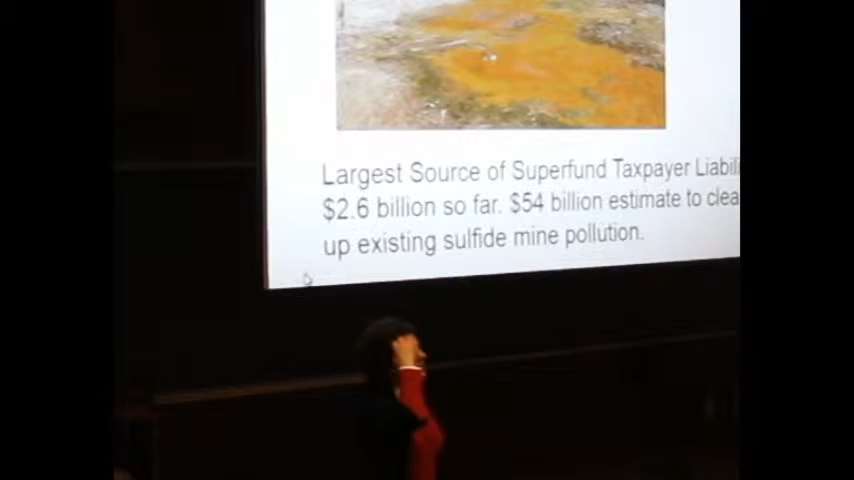 Largest Source of Superfund Taxpayer
$2.6 billion so far. $54 billion estimate to
up existing sulfide mine pollution.